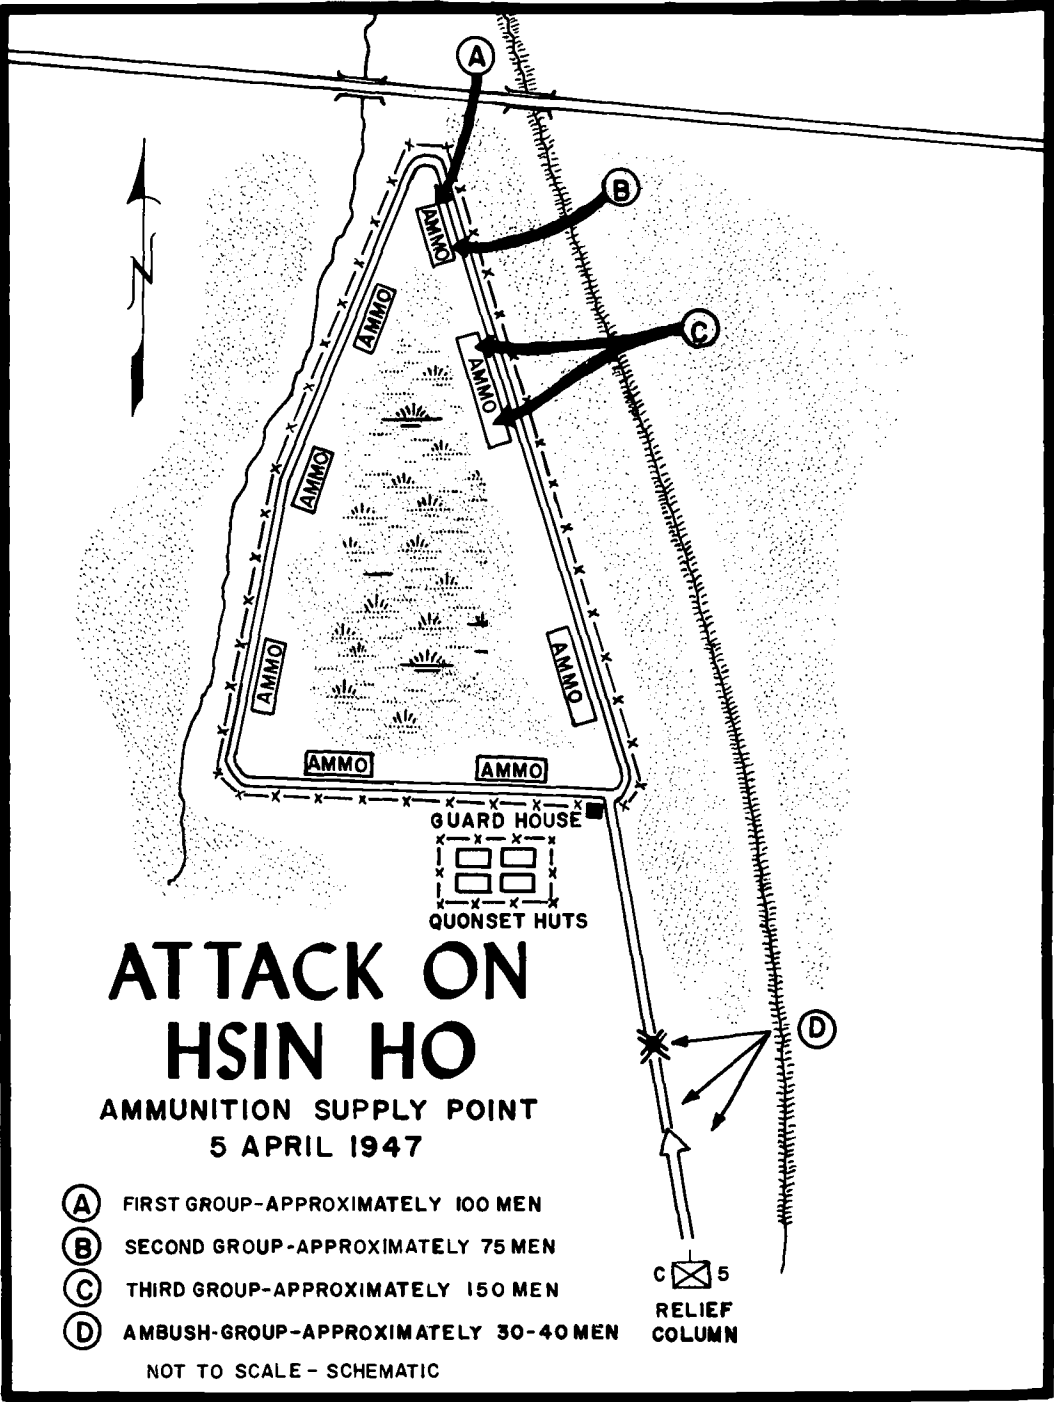 A
B
AMMO
AMMO
C
AMMO
AMMO
AMMO
AMMO
AMMO
AMMO
N
GUARD HOUSE
QUONSET HUTS
ATTACK ON
HSIN HO
AMMUNITION SUPPLY POINT
5 APRIL 1947
D
A FIRST GROUP-APPROXIMATELY 100 MEN
B SECOND GROUP-APPROXIMATELY 75 MEN
C THIRD GROUP-APPROXIMATELY 150 MEN
D AMBUSH-GROUP-APPROXIMATELY 30-40 MEN
NOT TO SCALE - SCHEMATIC
C 5
RELIEF
COLUMN